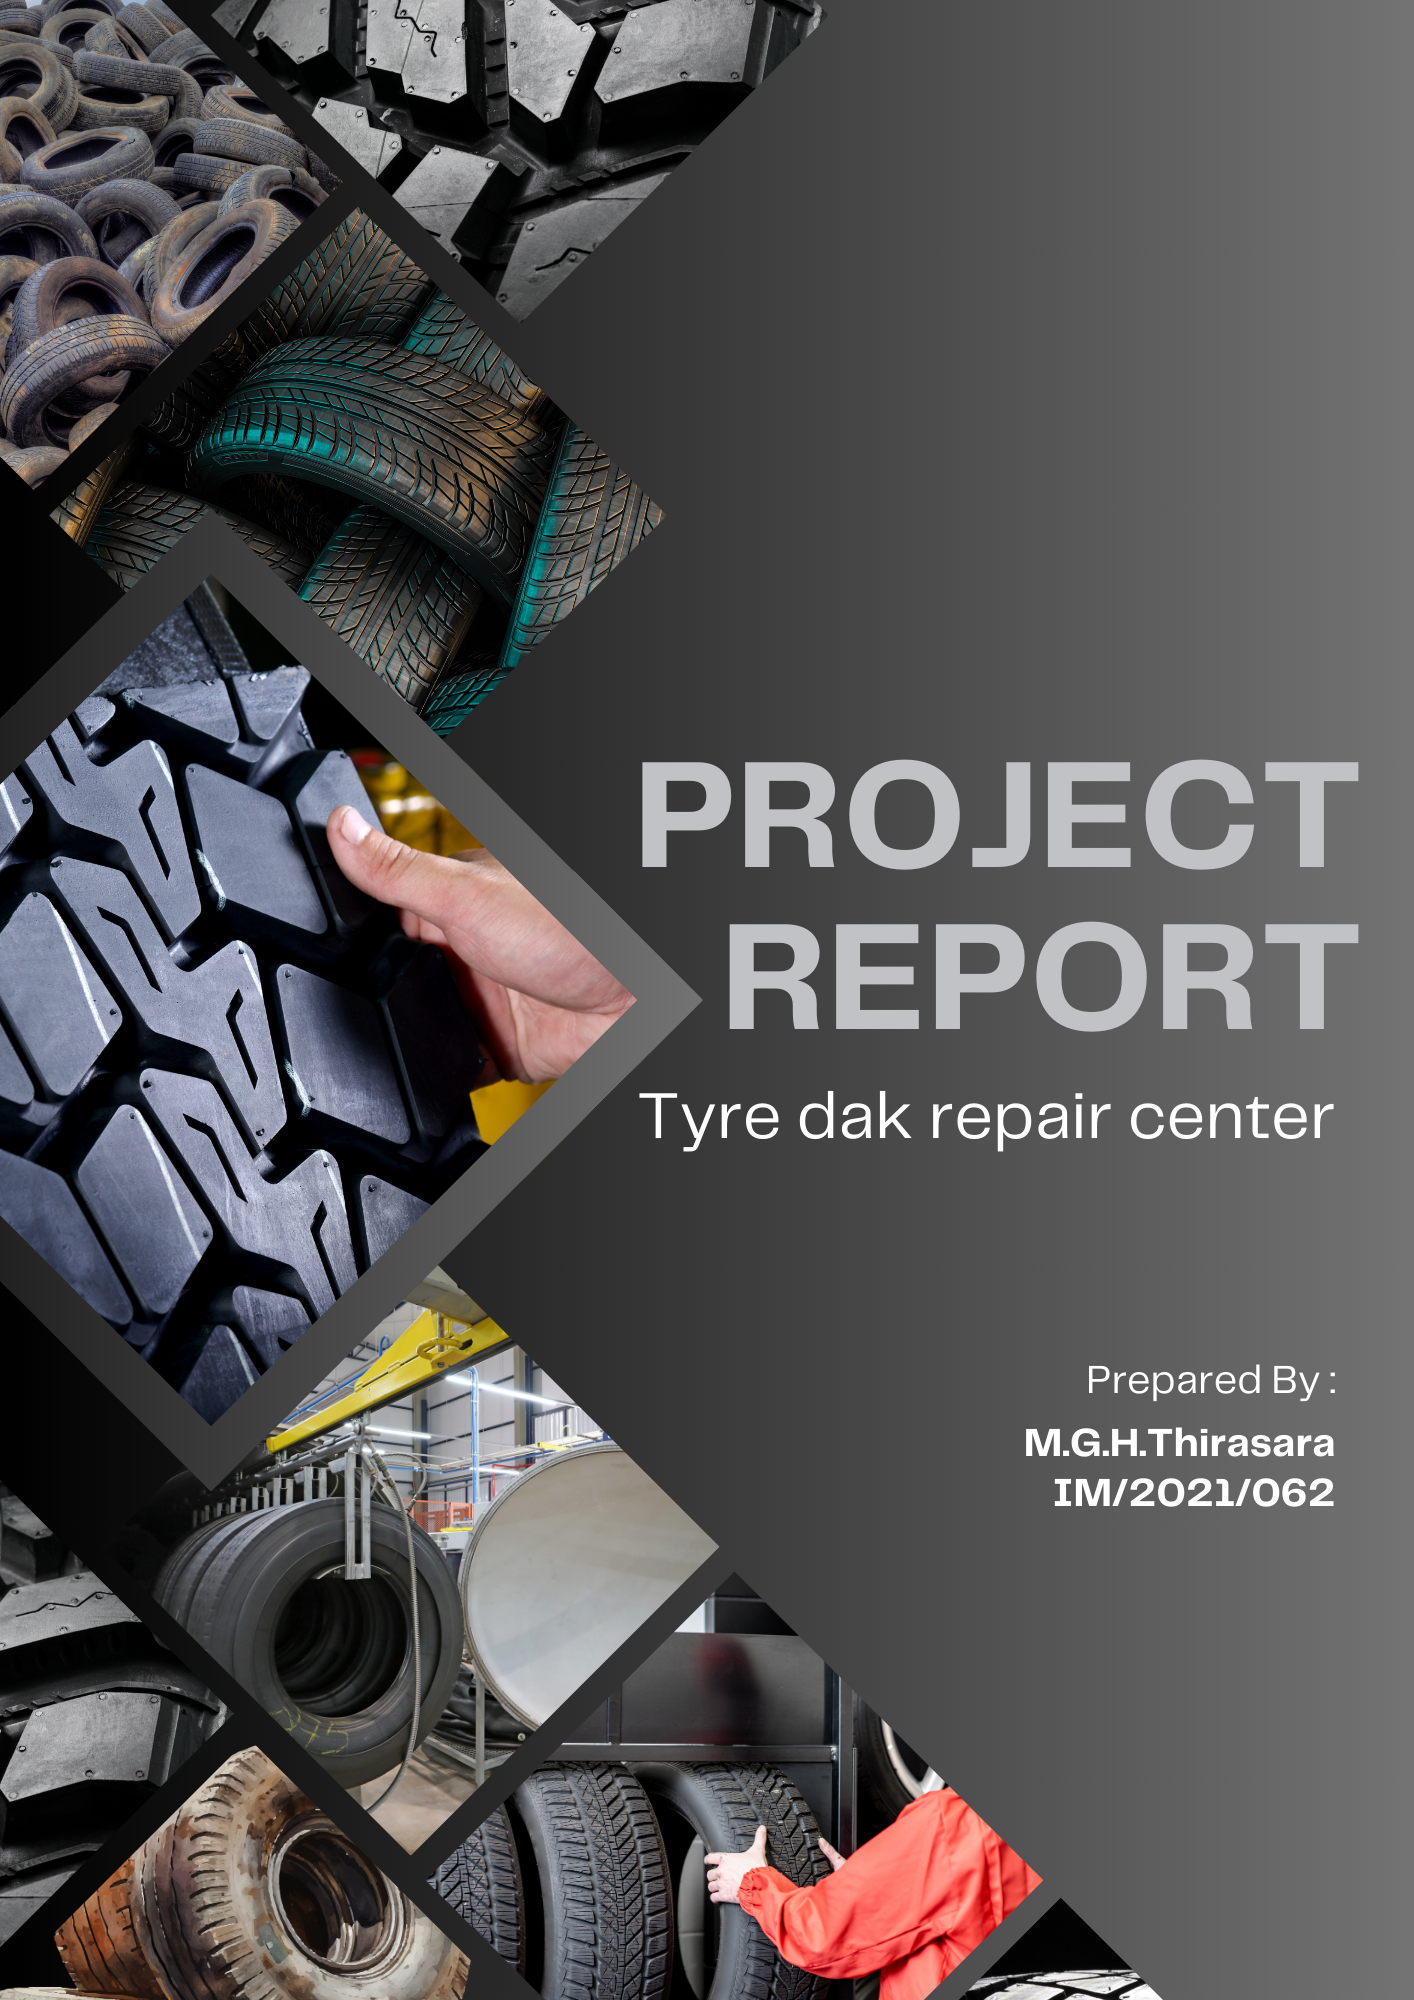 PROJECT
REPORT
Tyre dak repair center
Prepared By :
M.G.H.Thirasara
IM/2021/062